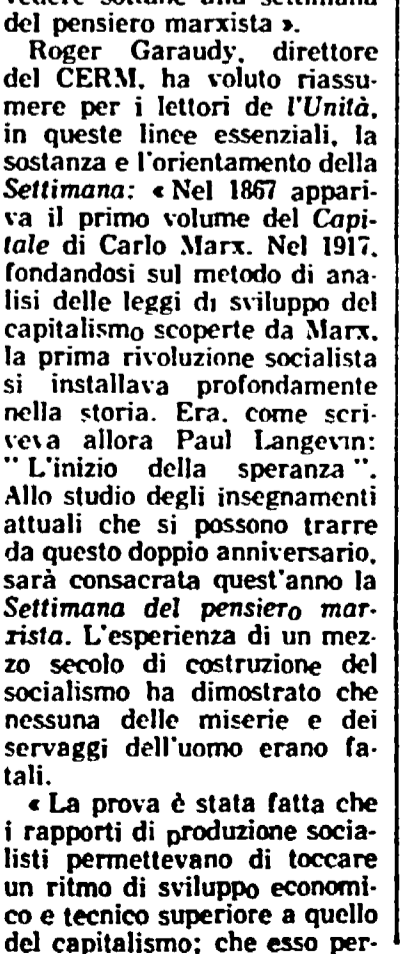 del pensiero marxista ».
Roger Garaudy, direttore
del CERM, ha voluto riassu-
mere per i lettori de l'Unità,
in queste linee essenziali, la
sostanza e l'orientamento della
Settimana: « Nel 1867 appari-
va il primo volume del Capi-
tale di Carlo Marx. Nel 1917,
fondandosi sul metodo di ana-
lisi delle leggi di sviluppo del
capitalismo scoperte da Marx,
la prima rivoluzione socialista
si installava profondamente
nella storia. Era, come scri-
veva allora Paul Langevin:
" L'inizio della speranza ".
Allo studio degli insegnamenti
attuali che si possono trarre
da questo doppio anniversario,
sarà consacrata quest'anno la
Settimana del pensiero mar-
xista. L'esperienza di un mez-
zo secolo di costruzione del
socialismo ha dimostrato che
nessuna delle miserie e dei
servaggi dell'uomo erano fa-
tali.
« La prova è stata fatta che
i rapporti di produzione socia-
listi permettevano di toccare
un ritmo di sviluppo economi-
co e tecnico superiore a quello
del capitalismo; che esso per-